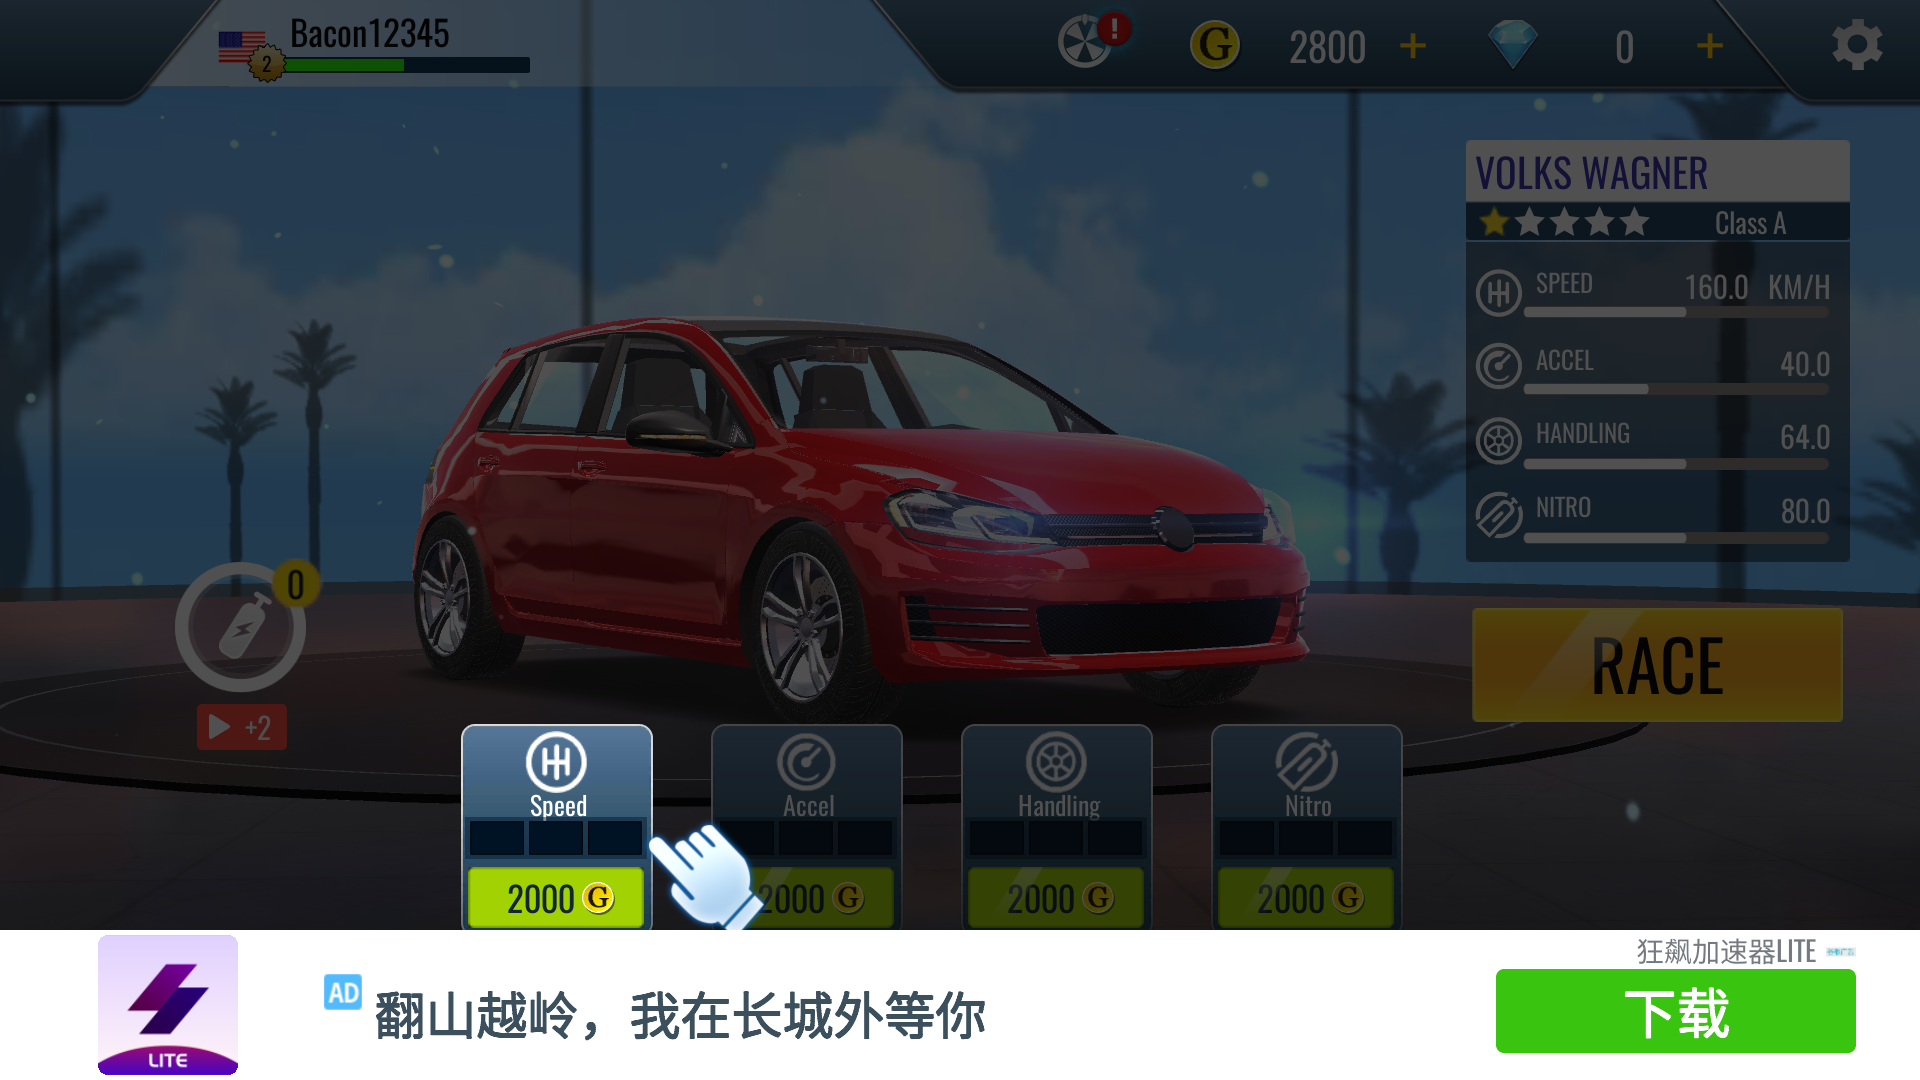 Bacon12345
2
!
G 2800 +
0 +
VOLKS WAGNER
Class A
SPEED 160.0 KM/H
ACCEL 40.0
HANDLING 64.0
NITRO 80.0
0
+2
RACE
Speed
Accel
Handling
Nitro
2000 G
2000 G
2000 G
2000 G
狂飙加速器LITE
AD 翻山越岭，我在长城外等你
下载
LITE